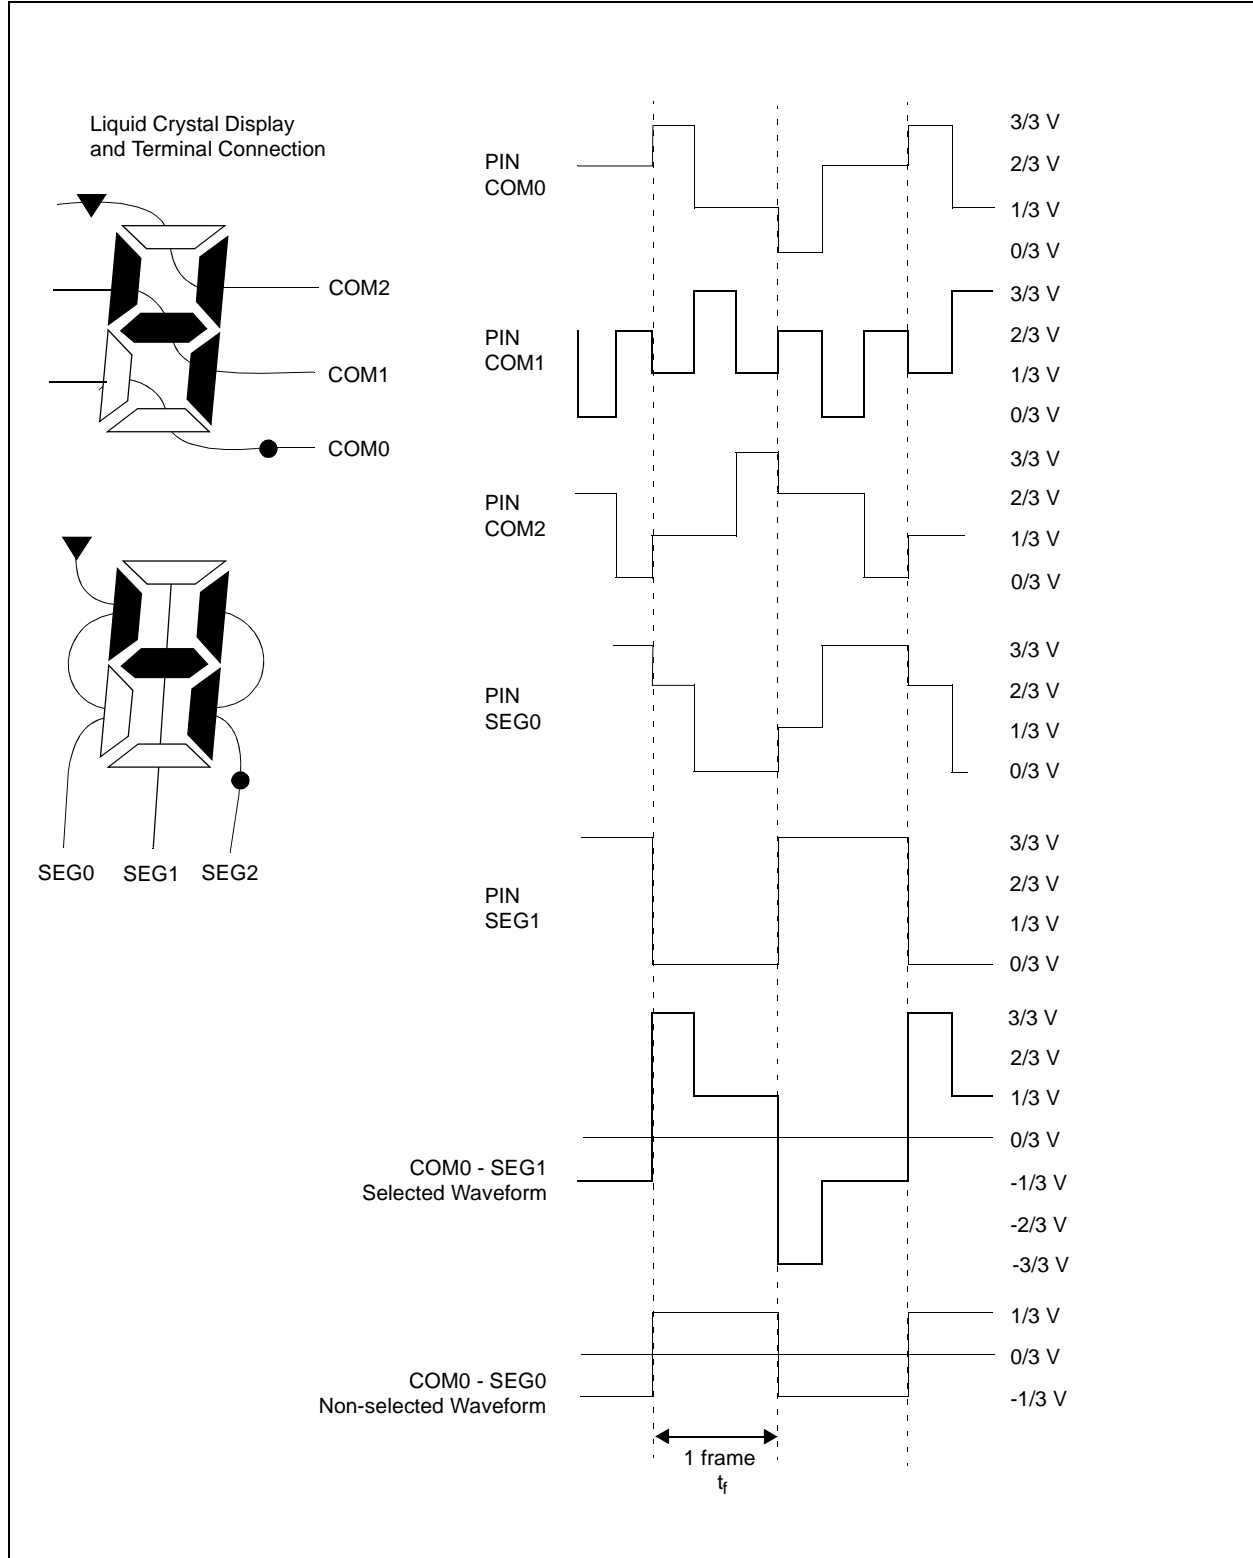 Liquid Crystal Display
and Terminal Connection
COM2
COM1
COM0
SEG0 SEG1 SEG2
PIN
COM0
3/3 V
2/3 V
1/3 V
0/3 V
PIN
COM1
3/3 V
2/3 V
1/3 V
0/3 V
PIN
COM2
3/3 V
2/3 V
1/3 V
0/3 V
PIN
SEG0
3/3 V
2/3 V
1/3 V
0/3 V
PIN
SEG1
3/3 V
2/3 V
1/3 V
0/3 V
COM0 - SEG1
Selected Waveform
3/3 V
2/3 V
1/3 V
0/3 V
-1/3 V
-2/3 V
-3/3 V
COM0 - SEG0
Non-selected Waveform
1/3 V
0/3 V
-1/3 V
1 frame
tf